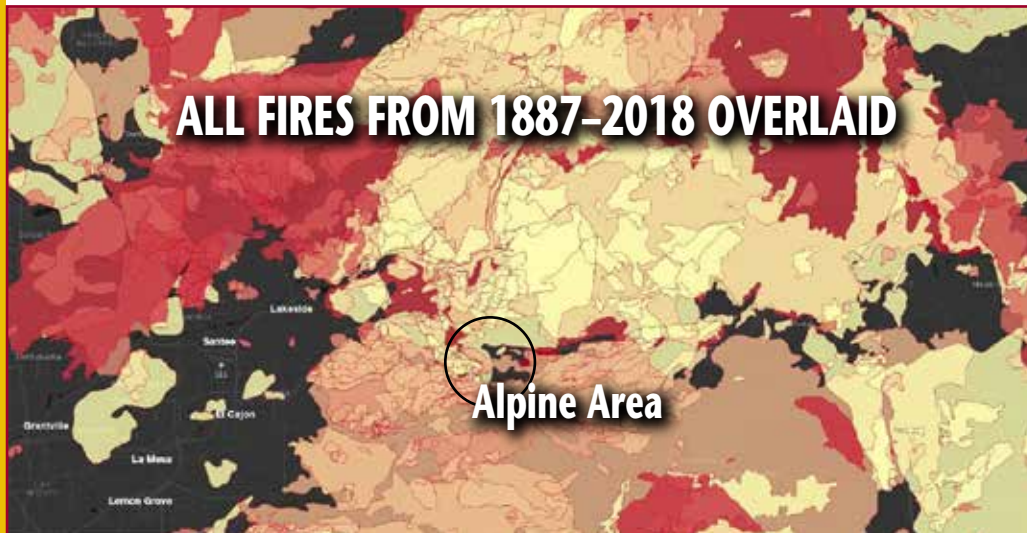 ALL FIRES FROM 1887–2018 OVERLAID
Lakeside
Santee
Alpine Area
El Cajon
Grantville
La Mesa
Lemon Grove